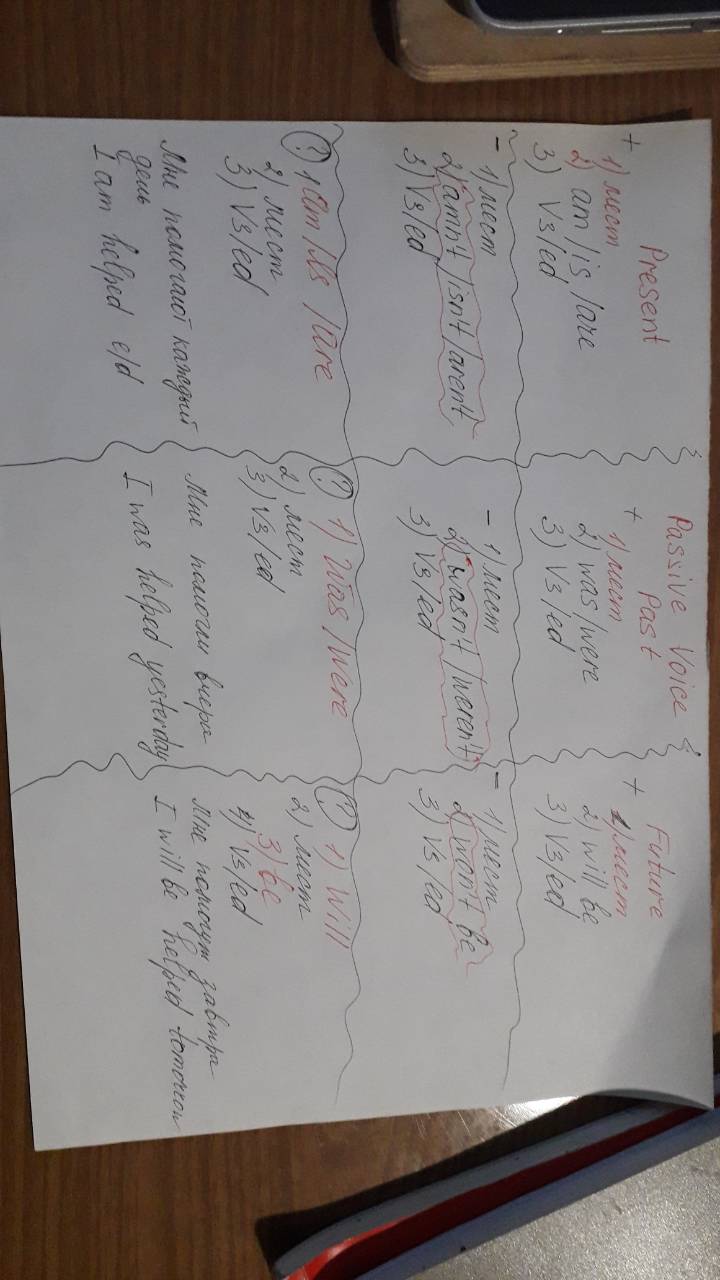 Passive Voice
Present
+
1) мест
2) am/is/are
3) V3/ed
Past
+
1) мест
2) was/were
3) V3/ed
Future
+
1) мест
2) will be
3) V3/ed
-
1) мест
2) amn't/isn't/aren't
3) V3/ed
-
1) мест
2) wasn't/weren't
3) V3/ed
-
1) мест
2) won't be
3) V3/ed
?
1 am/Is/are
2) мест
3) V3/ed
Мне помогают каждый
день
I am helped e/d
?
1) Was/Were
2) мест
3) V3/ed
Мне помогли вчера
I was helped yesterday
?
1) Will
2) мест
3) be
4) V3/ed
Мне помогут завтра
I will be helped tomorrow